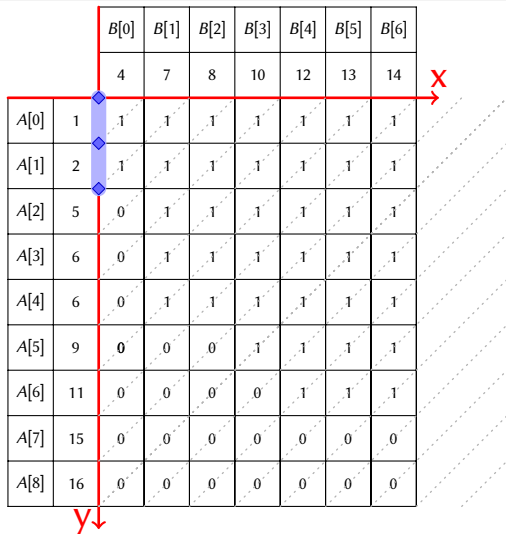 B[0] B[1] B[2] B[3] B[4] B[5] B[6]
4 7 8 10 12 13 14
x
A[0] 1 1 1 1 1 1 1 1
A[1] 2 1 1 1 1 1 1 1
A[2] 5 0 1 1 1 1 1 1
A[3] 6 0 1 1 1 1 1 1
A[4] 6 0 1 1 1 1 1 1
A[5] 9 0 0 0 1 1 1 1
A[6] 11 0 0 0 0 1 1 1
A[7] 15 0 0 0 0 0 0 0
A[8] 16 0 0 0 0 0 0 0
y